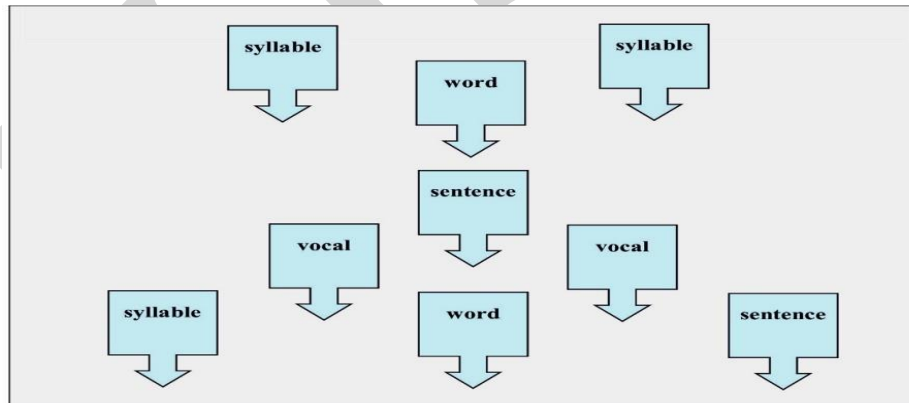 syllable
syllable
word
sentence
vocal
vocal
syllable
word
sentence